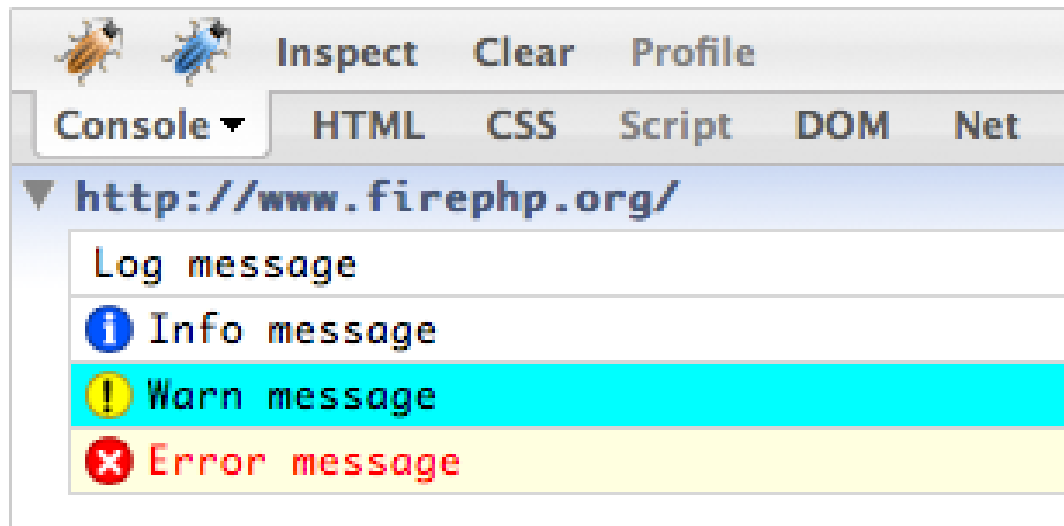 Inspect Clear Profile
Console HTML CSS Script DOM Net
http://www.firephp.org/
Log message
Info message
Warn message
Error message